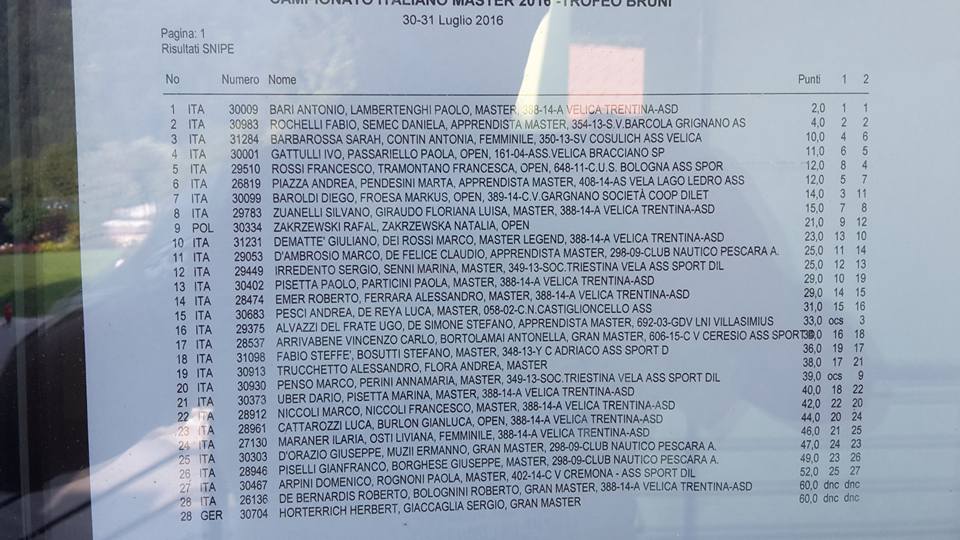 CAMPIONATO ITALIANO MASTER 2016 -TROFEO BRUNI
30-31 Luglio 2016
Pagina: 1
Risultati SNIPE
No Numero Nome Punti 1 2
1 ITA 30009 BARI ANTONIO, LAMBERTENGHI PAOLO, MASTER, 388-14-A VELICA TRENTINA-ASD 2,0 1 1
2 ITA 30983 ROCHELLI FABIO, SEMEC DANIELA, APPRENDISTA MASTER, 354-13-S.V.BARCOLA GRIGNANO AS 4,0 2 2
3 ITA 31284 BARBAROSSA SARAH, CONTIN ANTONIA, FEMMINILE, 350-13-SV COSULICH ASS VELICA 10,0 4 6
4 ITA 30001 GATTULLI IVO, PASSARIELLO PAOLA, OPEN, 161-04-ASS.VELICA BRACCIANO SP 11,0 6 5
5 ITA 29510 ROSSI FRANCESCO, TRAMONTANO FRANCESCA, OPEN, 648-11-C.U.S. BOLOGNA ASS SPOR 12,0 8 4
6 ITA 26819 PIAZZA ANDREA, PENDESINI MARTA, APPRENDISTA MASTER, 408-14-AS VELA LAGO LEDRO ASS 12,0 5 7
7 ITA 30099 BAROLDI DIEGO, FROESA MARKUS, OPEN, 389-14-C.V.GARGNANO SOCIETÀ COOP DILET 14,0 3 11
8 ITA 29783 ZUANELLI SILVANO, GIRAUDO FLORIANA LUISA, MASTER, 388-14-A VELICA TRENTINA-ASD 15,0 7 8
9 POL 30334 ZAKRZEWSKI RAFAL, ZAKRZEWSKA NATALIA, OPEN 21,0 9 12
10 ITA 31231 DEMATTE' GIULIANO, DEI ROSSI MARCO, MASTER LEGEND, 388-14-A VELICA TRENTINA-ASD 23,0 13 10
11 ITA 29053 D'AMBROSIO MARCO, DE FELICE CLAUDIO, APPRENDISTA MASTER, 298-09-CLUB NAUTICO PESCARA A. 25,0 11 14
12 ITA 29449 IRREDENTO SERGIO, SENNI MARINA, MASTER, 349-13-SOC.TRIESTINA VELA ASS SPORT DIL 25,0 12 13
13 ITA 30402 PISETTA PAOLO, PARTICINI PAOLA, MASTER, 388-14-A VELICA TRENTINA-ASD 29,0 10 19
14 ITA 28474 EMER ROBERTO, FERRARA ALESSANDRO, MASTER, 388-14-A VELICA TRENTINA-ASD 29,0 14 15
15 ITA 30683 PESCI ANDREA, DE REYA LUCA, MASTER, 058-02-C.N.CASTIGLIONCELLO ASS 31,0 15 16
16 ITA 29375 ALVAZZI DEL FRATE UGO, DE SIMONE STEFANO, APPRENDISTA MASTER, 692-03-GDV LNI VILLASIMIUS 33,0 ocs 3
17 ITA 28537 ARRIVABENE VINCENZO CARLO, BORTOLAMAI ANTONELLA, GRAN MASTER, 606-15-C V CERESIO ASS SPORT 16 18
18 ITA 31098 FABIO STEFFE', BOSUTTI STEFANO, MASTER, 348-13-Y C ADRIACO ASS SPORT D 36,0 19 17
19 ITA 30913 TRUCCHETTO ALESSANDRO, FLORA ANDREA, MASTER 38,0 17 21
20 ITA 30930 PENSO MARCO, PERINI ANNAMARIA, MASTER, 349-13-SOC.TRIESTINA VELA ASS SPORT DIL 39,0 ocs 9
21 ITA 30373 UBER DARIO, PISETTA MARINA, MASTER, 388-14-A VELICA TRENTINA-ASD 40,0 18 22
22 ITA 28912 NICCOLI MARCO, NICCOLI FRANCESCO, MASTER, 388-14-A VELICA TRENTINA-ASD 42,0 22 20
23 ITA 28961 CATTAROZZI LUCA, BURLON GIANLUCA, OPEN, 388-14-A VELICA TRENTINA-ASD 44,0 20 24
24 ITA 27130 MARANER ILARIA, OSTI LIVIANA, FEMMINILE, 388-14-A VELICA TRENTINA-ASD 46,0 21 25
25 ITA 30303 D'ORAZIO GIUSEPPE, MUZII ERMANNO, GRAN MASTER, 298-09-CLUB NAUTICO PESCARA A. 47,0 24 23
26 ITA 28946 PISELLI GIANFRANCO, BORGHESE GIUSEPPE, MASTER, 298-09-CLUB NAUTICO PESCARA A. 49,0 23 26
27 ITA 30467 ARPINI DOMENICO, ROGNONI PAOLA, MASTER, 402-14-C V CREMONA - ASS SPORT DIL 52,0 25 27
28 ITA 26136 DE BERNARDIS ROBERTO, BOLOGNINI ROBERTO, GRAN MASTER, 388-14-A VELICA TRENTINA-ASD 60,0 dnc dnc
28 GER 30704 HORTERRICH HERBERT, GIACCAGLIA SERGIO, GRAN MASTER 60,0 dnc dnc